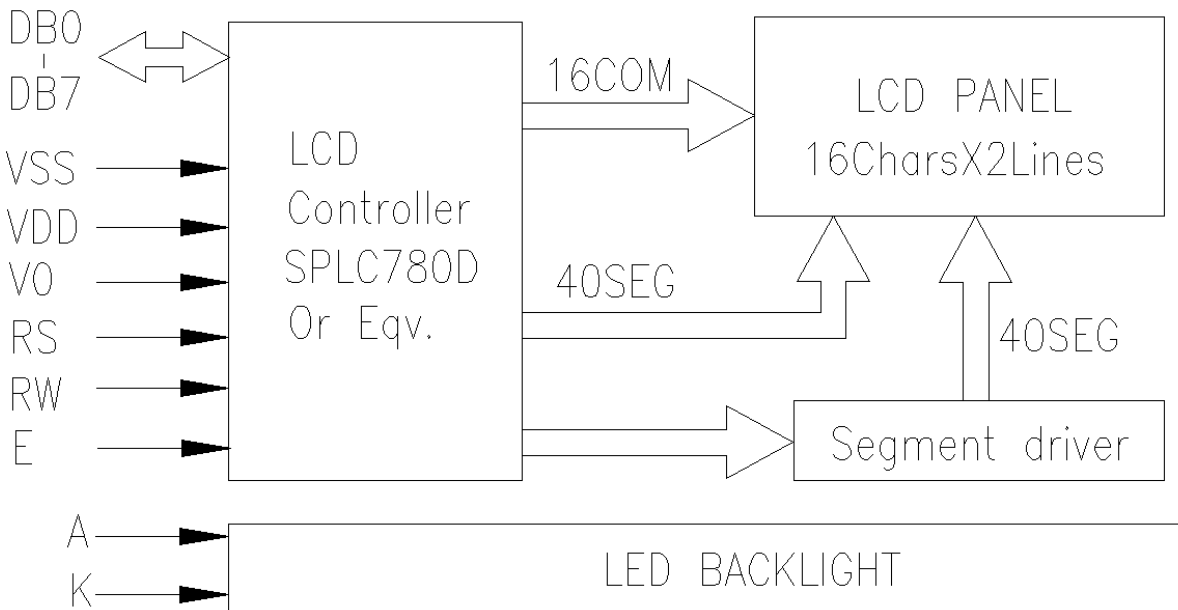 DB0
-
DB7
VSS
VDD
V0
RS
RW
E
A
K
LCD
Controller
SPLC780D
Or Eqv.
16COM
40SEG
LCD PANEL
16CharsX2Lines
40SEG
Segment driver
LED BACKLIGHT